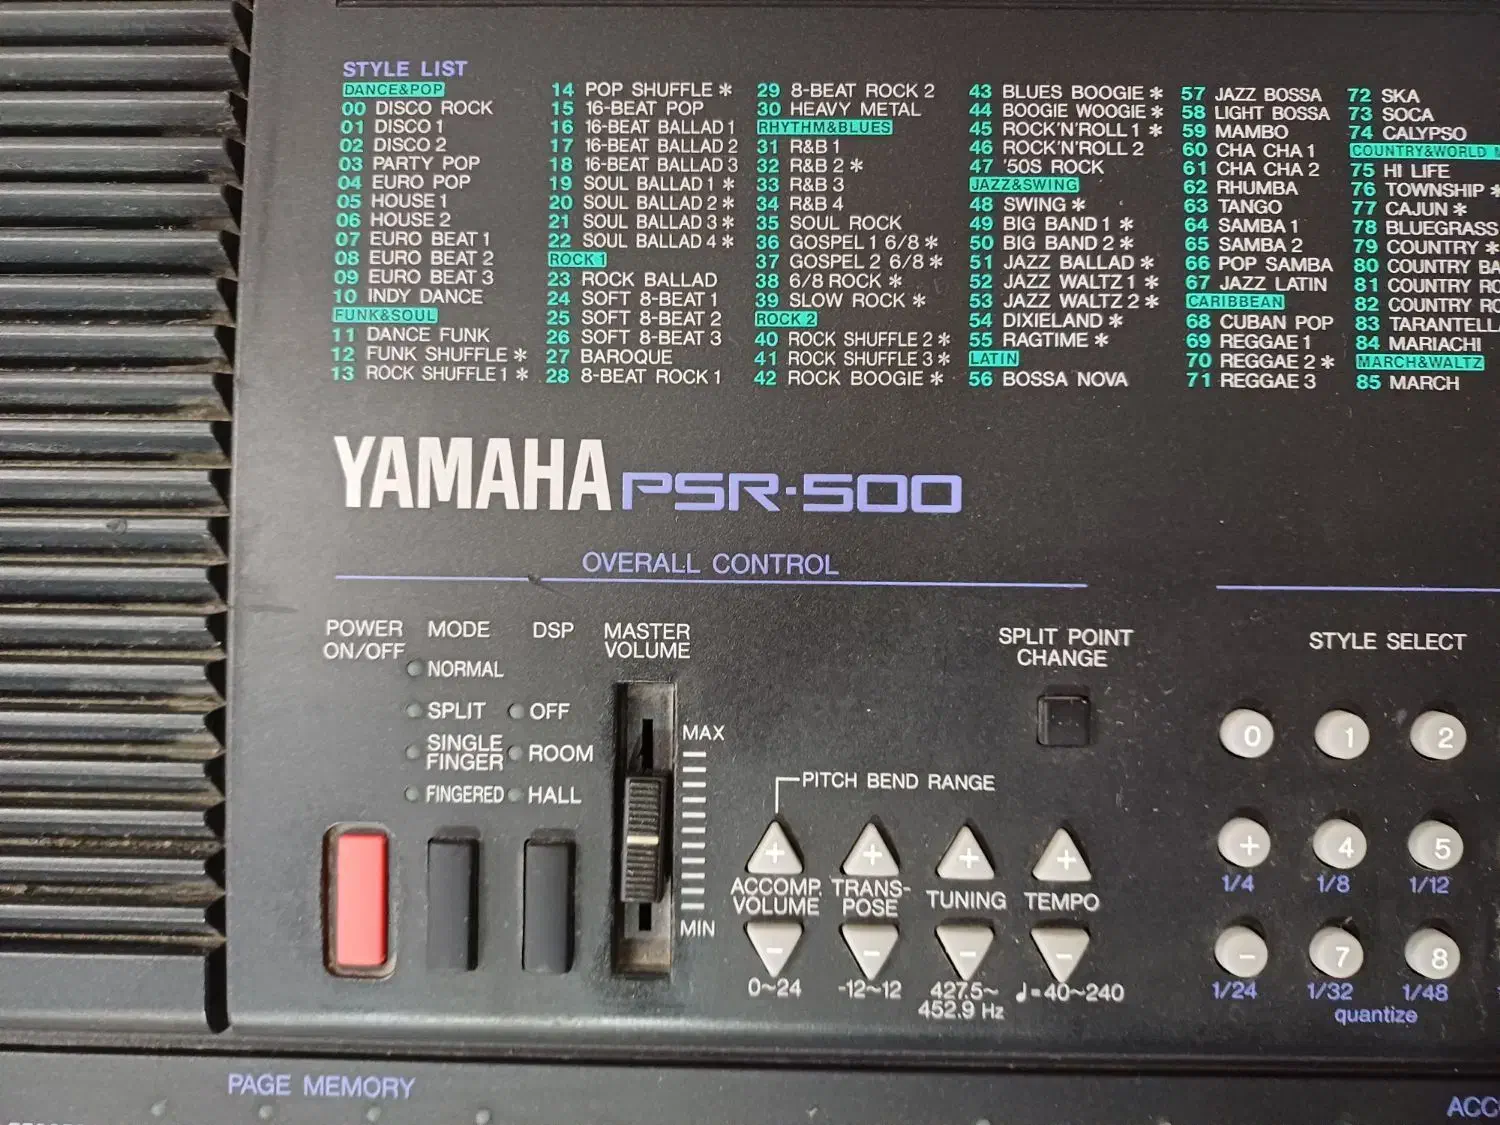 STYLE LIST
DANCE&POP
00 DISCO ROCK
01 DISCO 1
02 DISCO 2
03 PARTY POP
04 EURO POP
05 HOUSE 1
06 HOUSE 2
07 EURO BEAT 1
08 EURO BEAT 2
09 EURO BEAT 3
10 INDY DANCE
FUNK&SOUL
11 DANCE FUNK
12 FUNK SHUFFLE *
13 ROCK SHUFFLE 1 *
14 POP SHUFFLE *
15 16-BEAT POP
16 16-BEAT BALLAD 1
17 16-BEAT BALLAD 2
18 16-BEAT BALLAD 3
19 SOUL BALLAD 1 *
20 SOUL BALLAD 2 *
21 SOUL BALLAD 3 *
22 SOUL BALLAD 4 *
ROCK 1
23 ROCK BALLAD
24 SOFT 8-BEAT 1
25 SOFT 8-BEAT 2
26 SOFT 8-BEAT 3
27 BAROQUE
28 8-BEAT ROCK 1
29 8-BEAT ROCK 2
30 HEAVY METAL
RHYTHM&BLUES
31 R&B 1
32 R&B 2 *
33 R&B 3
34 R&B 4
35 SOUL ROCK
36 GOSPEL 1 6/8 *
37 GOSPEL 2 6/8 *
38 6/8 ROCK *
39 SLOW ROCK *
ROCK 2
40 ROCK SHUFFLE 2 *
41 ROCK SHUFFLE 3 *
42 ROCK BOOGIE *
43 BLUES BOOGIE *
44 BOOGIE WOOGIE *
45 ROCK'N'ROLL 1 *
46 ROCK'N'ROLL 2
47 '50S ROCK
JAZZ&SWING
48 SWING *
49 BIG BAND 1 *
50 BIG BAND 2 *
51 JAZZ BALLAD *
52 JAZZ WALTZ 1 *
53 JAZZ WALTZ 2 *
54 DIXIELAND *
55 RAGTIME *
LATIN
56 BOSSA NOVA
57 JAZZ BOSSA
58 LIGHT BOSSA
59 MAMBO
60 CHA CHA 1
61 CHA CHA 2
62 RHUMBA
63 TANGO
64 SAMBA 1
65 SAMBA 2
66 POP SAMBA
67 JAZZ LATIN
CARIBBEAN
68 CUBAN POP
69 REGGAE 1
70 REGGAE 2 *
71 REGGAE 3
72 SKA
73 SOCA
74 CALYPSO
COUNTRY&WORLD
75 HI LIFE
76 TOWNSHIP *
77 CAJUN *
78 BLUEGRASS
79 COUNTRY *
80 COUNTRY BA
81 COUNTRY RO
82 COUNTRY RO
83 TARANTELLA
84 MARIACHI
MARCH&WALTZ
85 MARCH
YAMAHA PSR-500
OVERALL CONTROL
POWER
ON/OFF
MODE
NORMAL
SPLIT
SINGLE
FINGER
FINGERED
DSP
OFF
ROOM
HALL
MASTER
VOLUME
MAX
MIN
SPLIT POINT
CHANGE
PITCH BEND RANGE
+ + + +
ACCOMP.
VOLUME
TRANS-
POSE
TUNING
TEMPO
- - - -
0~24
-12~12
427.5~
452.9 Hz
♩=40~240
STYLE SELECT
0 1 2
+ 4 5
1/4 1/8 1/12
- 7 8
1/24 1/32 1/48
quantize
PAGE MEMORY
ACC